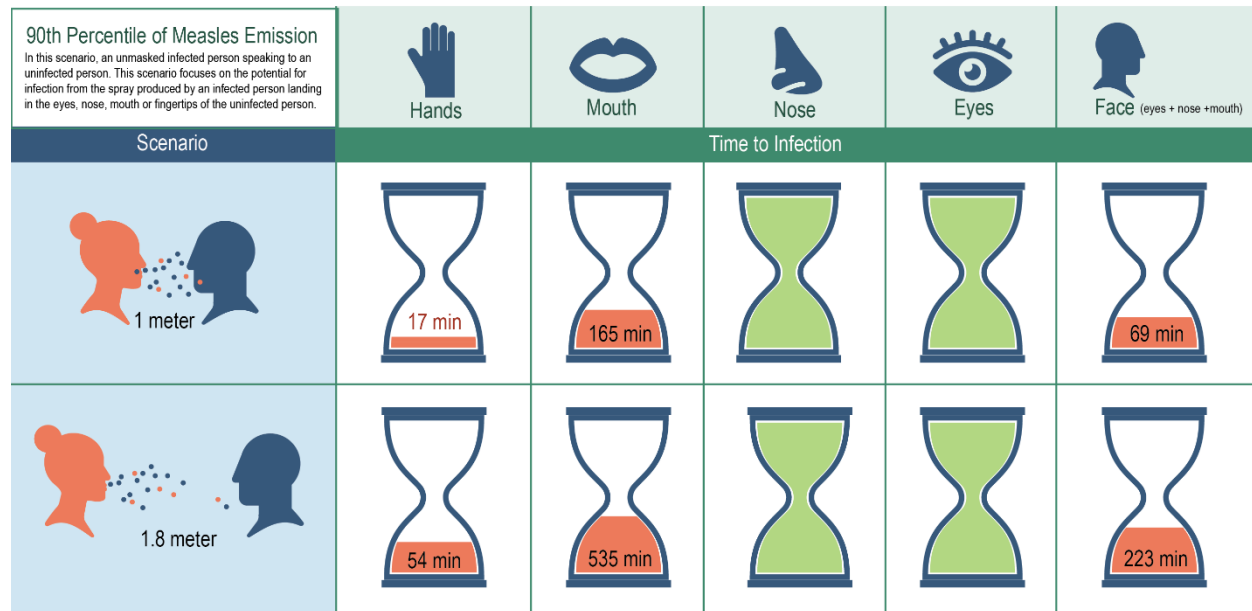 90th Percentile of Measles Emission
In this scenario, an unmasked infected person speaking to an
uninfected person. This scenario focuses on the potential for
infection from the spray produced by an infected person landing
in the eyes, nose, mouth or fingertips of the uninfected person.
Hands
Mouth
Nose
Eyes
Face (eyes + nose +mouth)
Scenario
Time to Infection
1 meter
17 min
165 min
69 min
1.8 meter
54 min
535 min
223 min